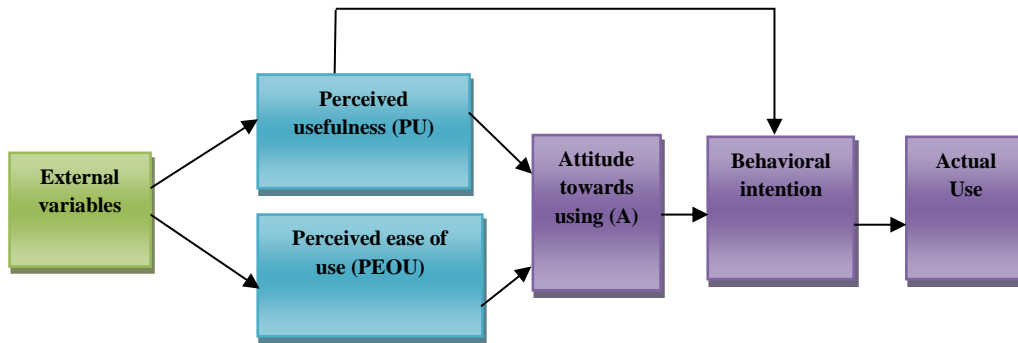 External
variables
Perceived
usefulness (PU)
Perceived ease of
use (PEOU)
Attitude
towards
using (A)
Behavioral
intention
Actual
Use